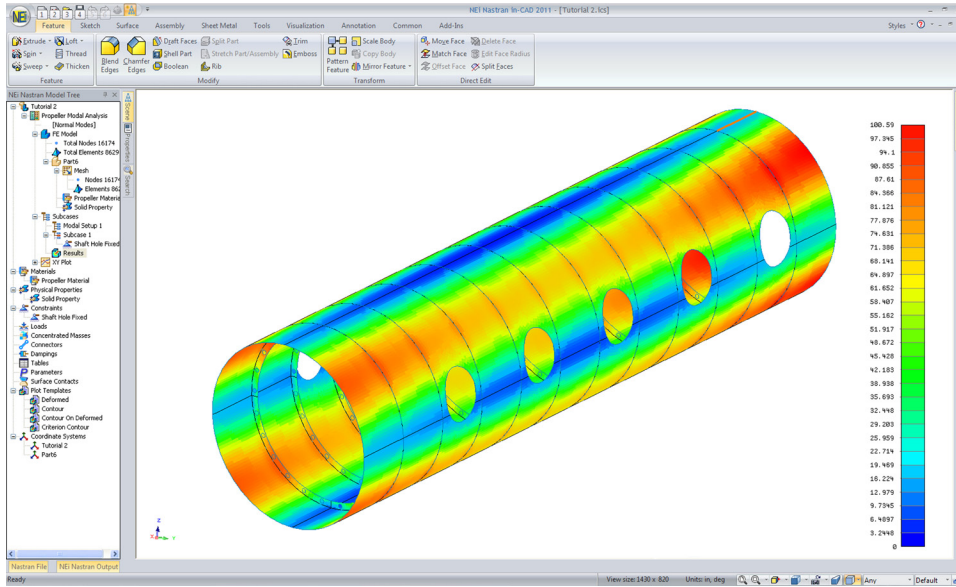 NEi Nastran in-CAD 2011 - [Tutorial 2.lcs]
NEi
1 2 3 4
Feature Sketch Surface Assembly Sheet Metal Tools Visualization Annotation Common Add-Ins Styles
Extrude Loft Draft Faces Split Part Trim Scale Body Move Face Delete Face
Spin Thread Shell Part Stretch Part/Assembly Emboss Copy Body Match Face Edit Face Radius
Sweep Thicken Blend Edges Chamfer Edges Boolean Rib Pattern Feature Mirror Feature Offset Face Split Faces
Feature Modify Transform Direct Edit
NEi Nastran Model Tree
Tutorial 2
Propeller Modal Analysis
[Normal Modes]
FE Model
Total Nodes 16174
Total Elements 8629
Part6
Mesh
Nodes 16174
Elements 862
Propeller Materia
Solid Property
Subcases
Modal Setup 1
Subcase 1
Shaft Hole Fixed
Results
XY Plot
Materials
Propeller Material
Physical Properties
Solid Property
Constraints
Shaft Hole Fixed
Loads
Concentrated Masses
Connectors
Dampings
Tables
Parameters
Surface Contacts
Plot Templates
Deformed
Contour
Contour On Deformed
Criterion Contour
Coordinate Systems
Tutorial 2
Part6
Scene
Properties
Search
100.59
97.345
94.1
90.855
87.61
84.366
81.121
77.876
74.631
71.386
68.141
64.897
61.652
58.407
55.162
51.917
48.672
45.428
42.183
38.938
35.693
32.448
29.203
25.959
22.714
19.469
16.224
12.979
9.7345
6.4897
3.2448
0
Z
X Y
Nastran File NEi Nastran Output
Ready View size: 1430 x 820 Units: in, deg Any Default